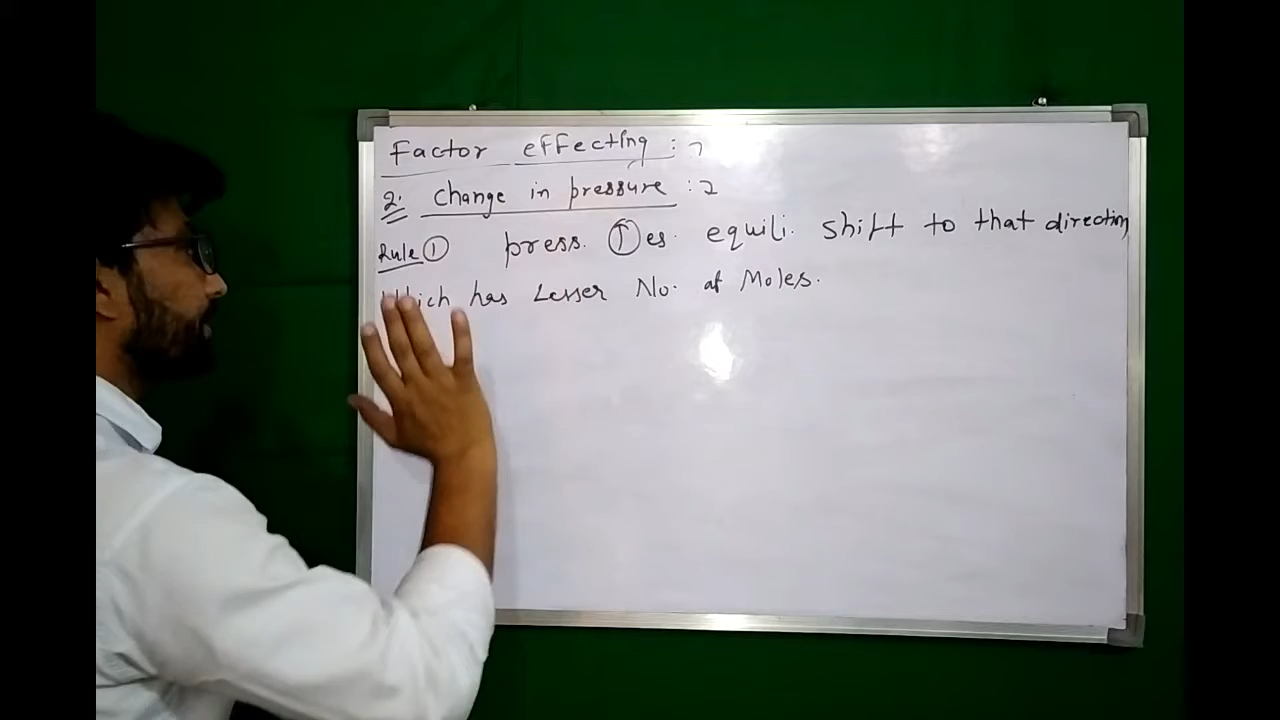 Factor effecting :→
2. Change in pressure :→
Rule ① press. ↑es. equili. shift to that direction
Which has Lesser No. of Moles.